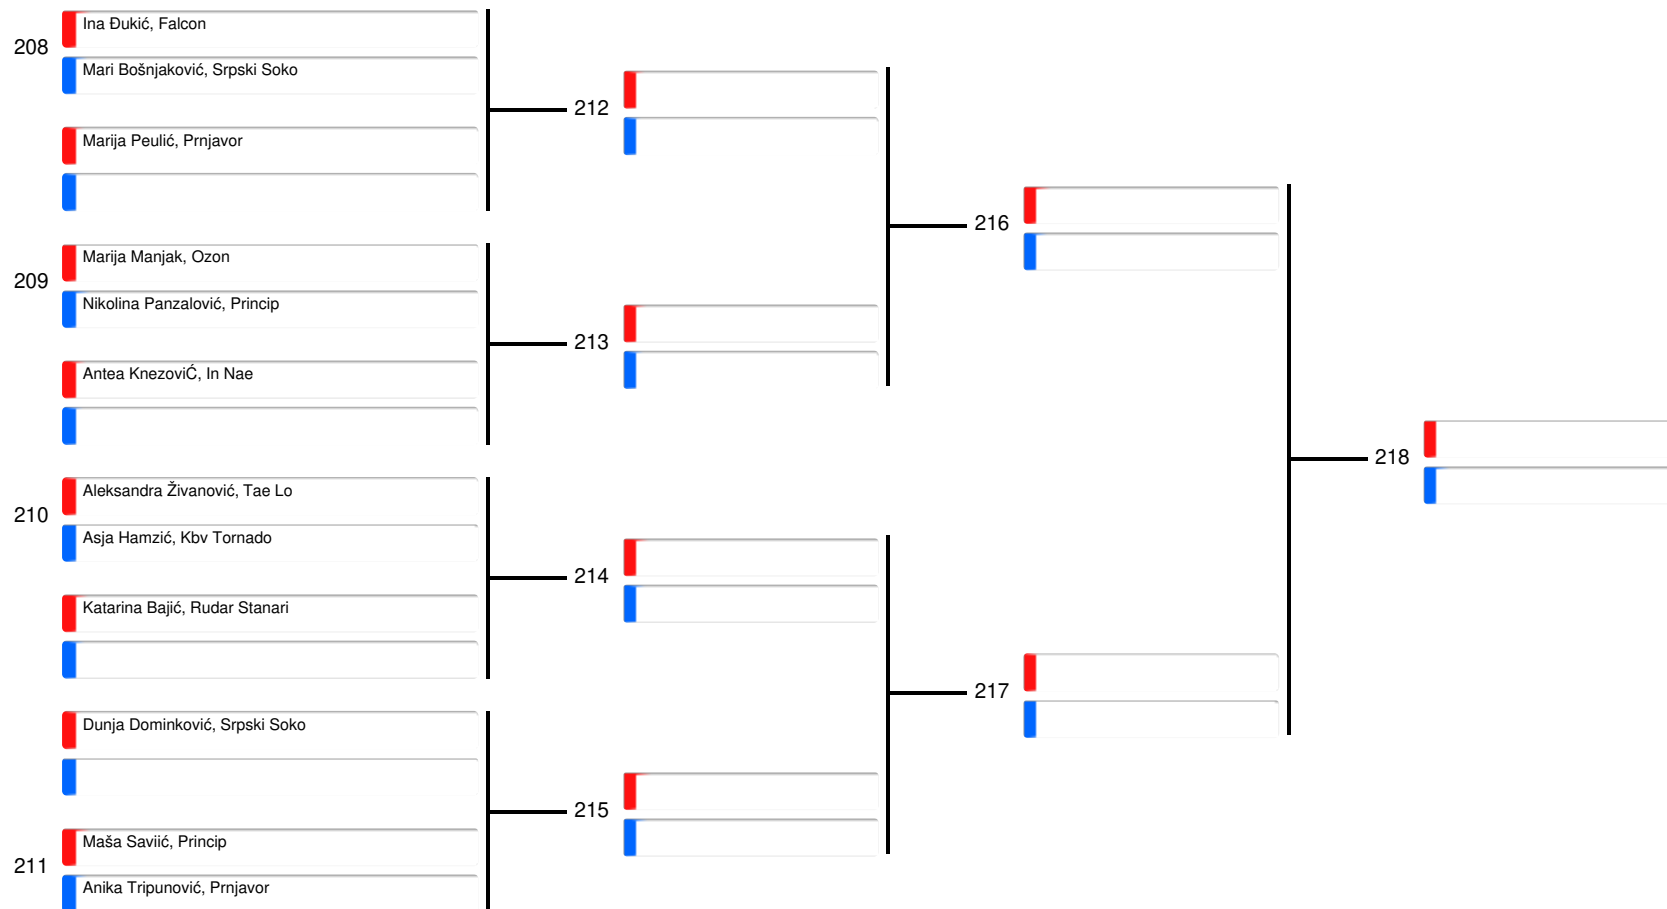 208
Ina Đukić, Falcon
Mari Bošnjaković, Srpski Soko
Marija Peulić, Prnjavor
212
209
Marija Manjak, Ozon
Nikolina Panzalović, Princip
Antea KnezoviĆ, In Nae
213
216
210
Aleksandra Živanović, Tae Lo
Asja Hamzić, Kbv Tornado
Katarina Bajić, Rudar Stanari
214
Dunja Dominković, Srpski Soko
211
Maša Saviić, Princip
Anika Tripunović, Prnjavor
215
217
218